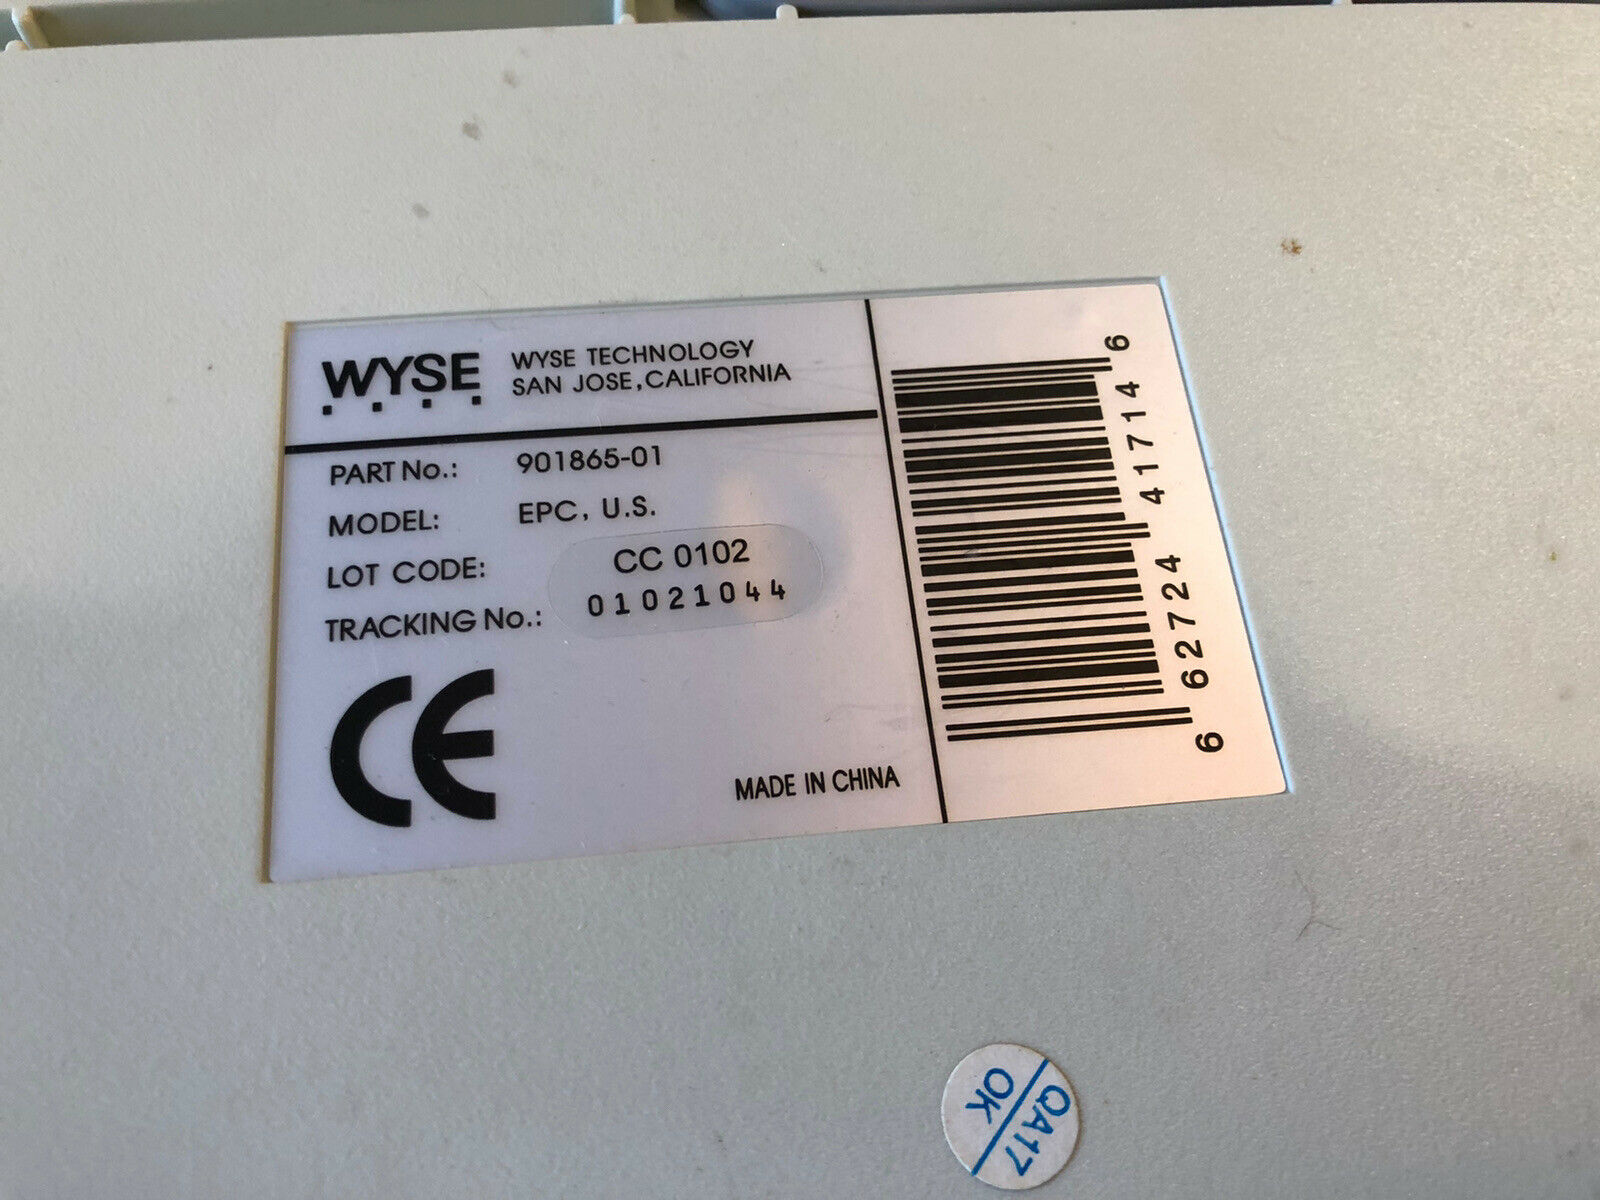 WYSE
WYSE TECHNOLOGY
SAN JOSE, CALIFORNIA
PART No.: 901865-01
MODEL: EPC, U.S.
LOT CODE: CC 0102
TRACKING No.: 01021044
MADE IN CHINA
CE
6 62724 41714 6
QA17
OK